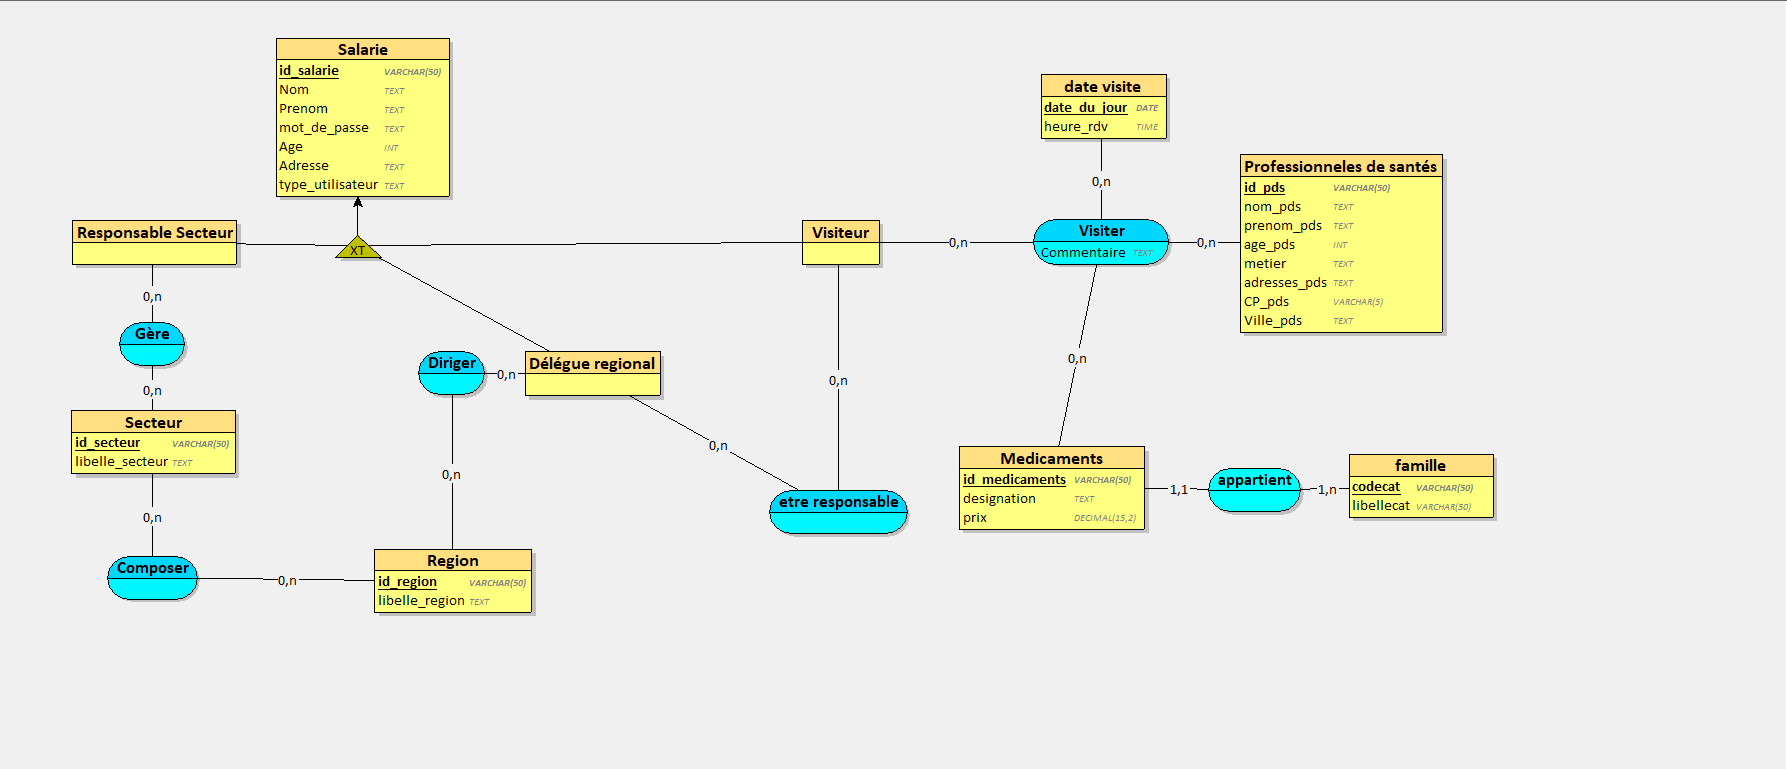 Salarie
id_salarie VARCHAR(50)
Nom TEXT
Prenom TEXT
mot_de_passe TEXT
Age INT
Adresse TEXT
type_utilisateur TEXT
date visite
date_du_jour DATE
heure_rdv TIME
0,n
Professionneles de santés
id_pds VARCHAR(50)
nom_pds TEXT
prenom_pds TEXT
age_pds INT
metier TEXT
adresses_pds TEXT
CP_pds VARCHAR(5)
Ville_pds TEXT
Responsable Secteur
XT
Visiteur
0,n
Visiter
Commentaire TEXT
0,n
0,n
Gère
0,n
Diriger
0,n
Délégue regional
0,n
0,n
Secteur
id_secteur VARCHAR(50)
libelle_secteur TEXT
0,n
0,n
Medicaments
id_medicaments VARCHAR(50)
designation TEXT
prix DECIMAL(15,2)
1,1
appartient
1,n
famille
codecat VARCHAR(50)
libellecat VARCHAR(50)
etre responsable
0,n
Composer
0,n
Region
id_region VARCHAR(50)
libelle_region TEXT